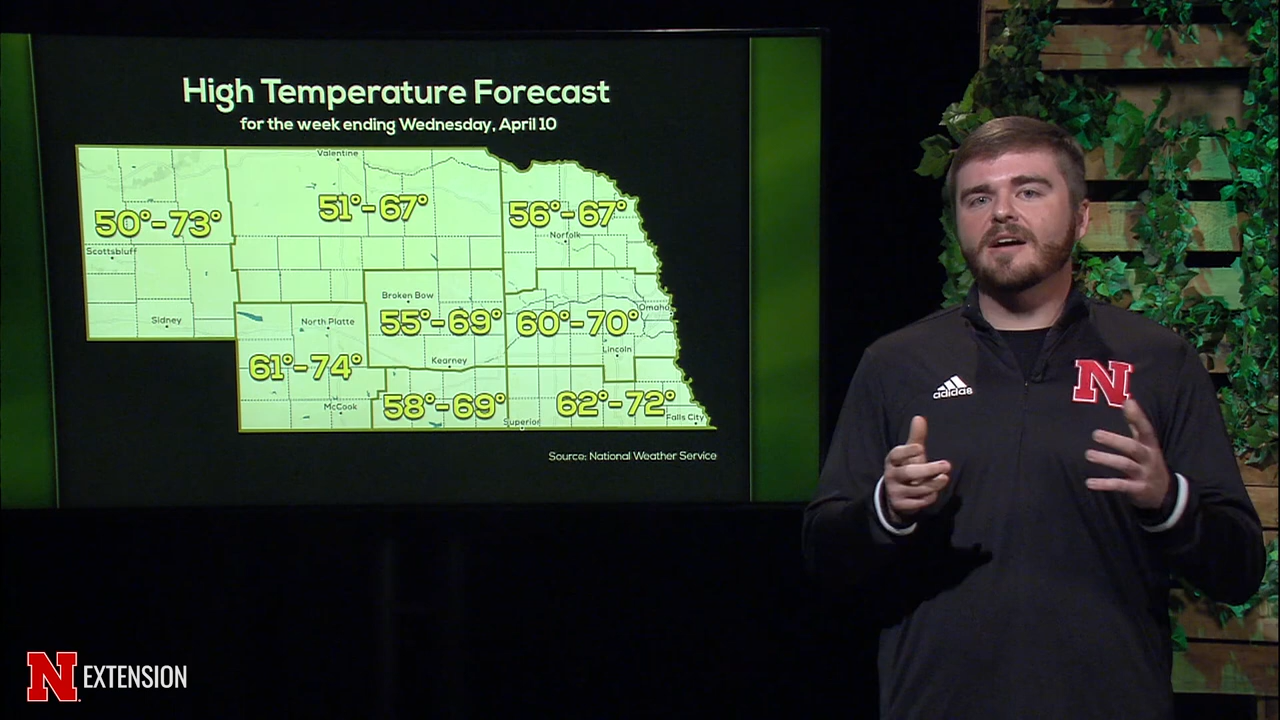 High Temperature Forecast
for the week ending Wednesday, April 10
Valentine
50°-73°
51°-67°
56°-67°
Norfolk
Scottsbluff
Broken Bow
Omaha
Sidney
North Platte
55°-69°
60°-70°
Lincoln
Kearney
61°-74°
McCook
58°-69°
62°-72°
Superior
Falls City
Source: National Weather Service
adidas
N
N EXTENSION